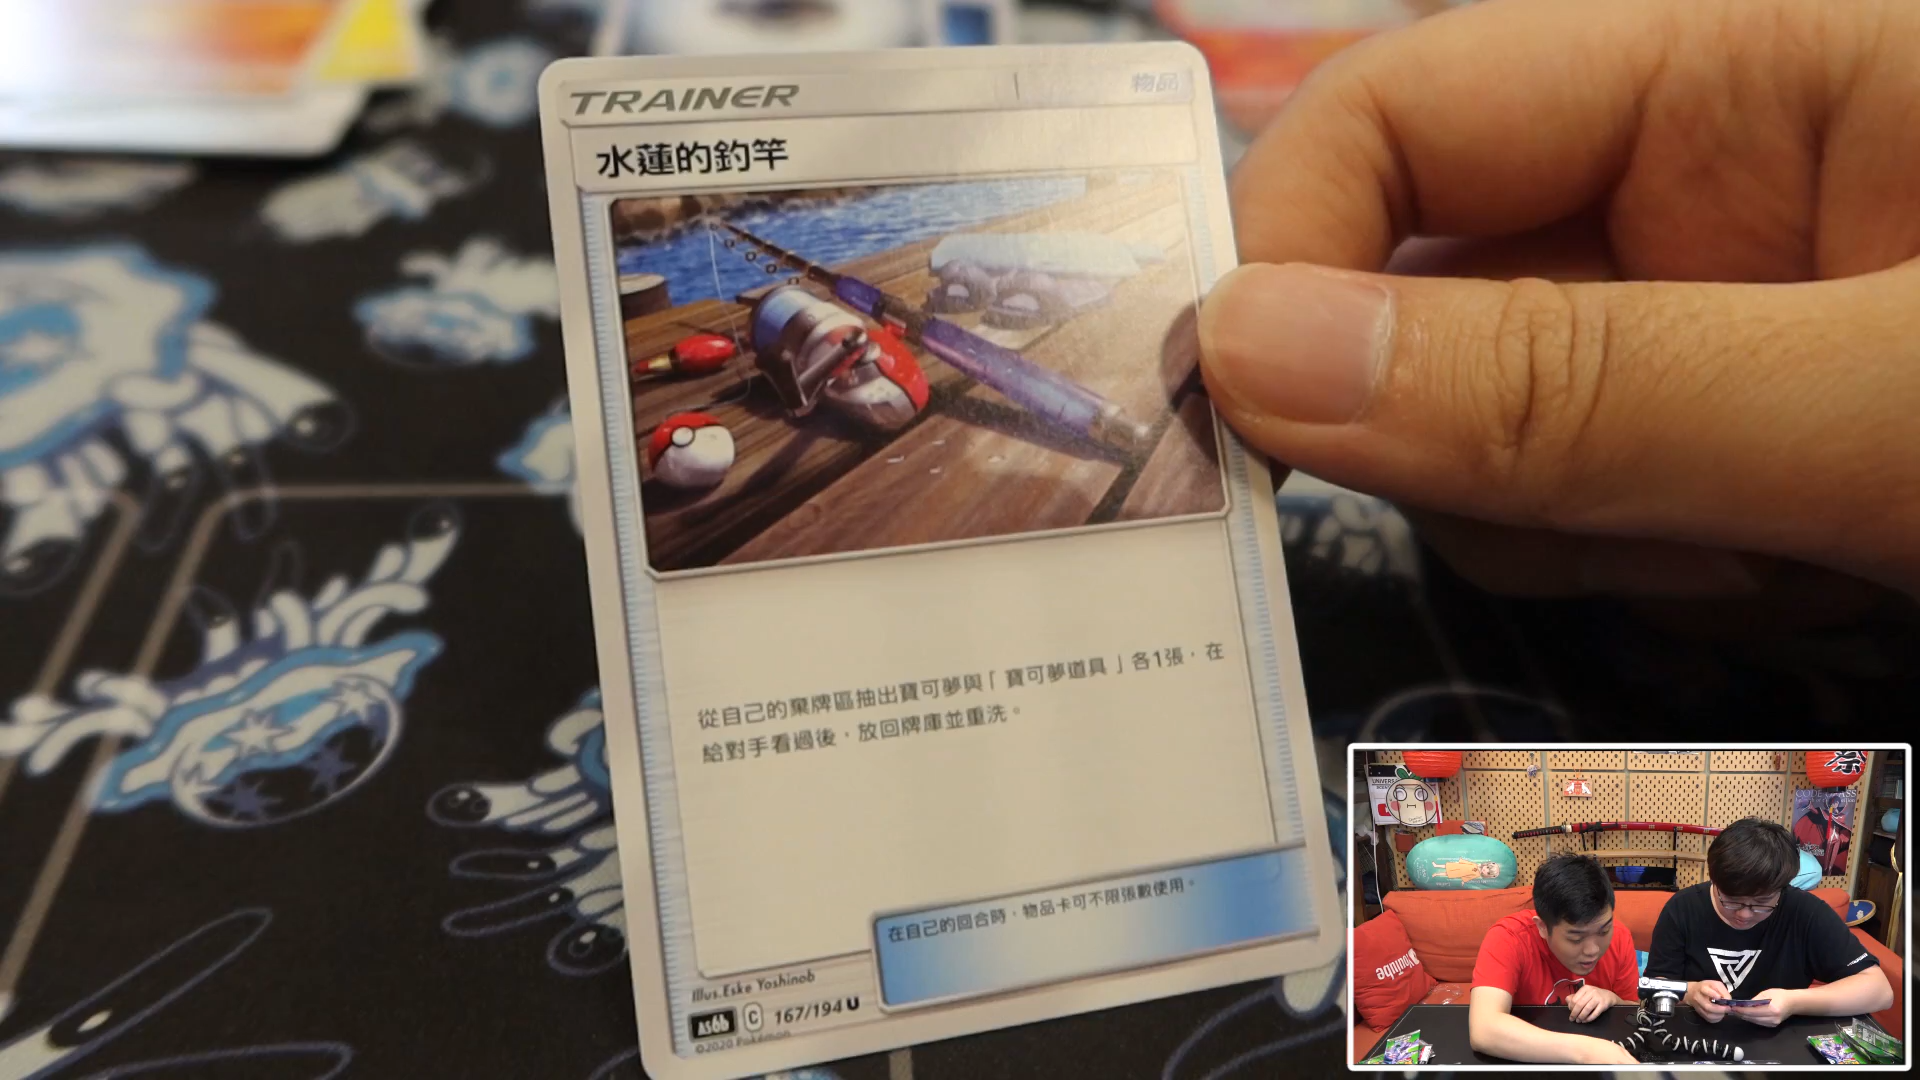 TRAINER
物品
水蓮的釣竿
從自己的棄牌區抽出寶可夢與「寶可夢道具」各1張，在
給對手看過後，放回牌庫並重洗。
在自己的回合時，物品卡可不限張數使用。
Illus.Eske Yoshinob
AS6b C 167/194 U
©2020 Pokémon
YouTube
祭